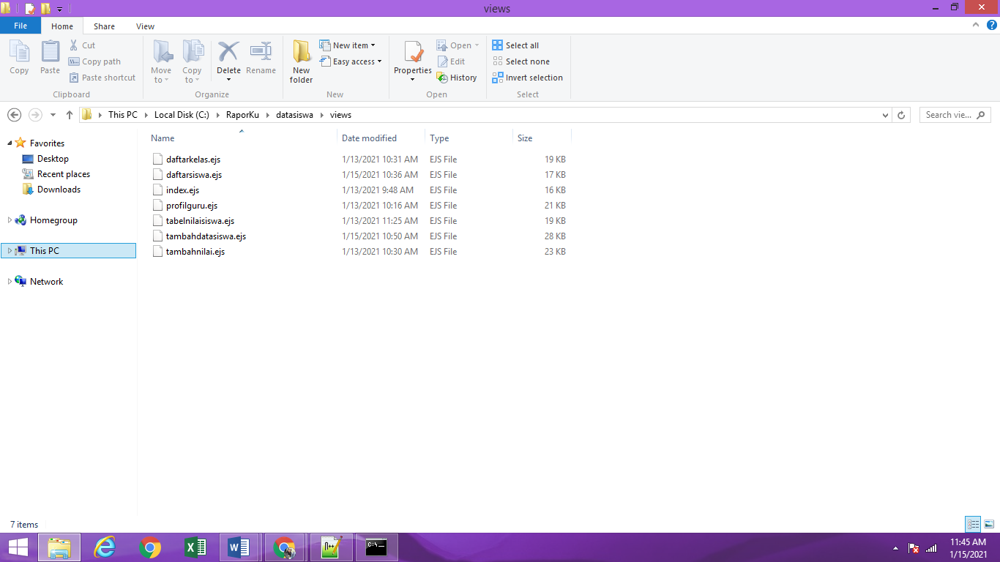 views
File Home Share View
Copy
Paste
Cut
Copy path
Paste shortcut
Clipboard
Move to
Copy to
Delete
Rename
Organize
New folder
New item
Easy access
New
Properties
Open
Edit
History
Open
Select all
Select none
Invert selection
Select
This PC Local Disk (C:) RaporKu datasiswa views
Search vie...
Favorites
Desktop
Recent places
Downloads
Homegroup
This PC
Network
Name Date modified Type Size
daftarkelas.ejs 1/13/2021 10:31 AM EJS File 19 KB
daftarsiswa.ejs 1/15/2021 10:36 AM EJS File 17 KB
index.ejs 1/13/2021 9:48 AM EJS File 16 KB
profilguru.ejs 1/13/2021 10:16 AM EJS File 21 KB
tabelnilaisiswa.ejs 1/13/2021 11:25 AM EJS File 19 KB
tambahdatasiswa.ejs 1/15/2021 10:50 AM EJS File 28 KB
tambahnilai.ejs 1/13/2021 10:30 AM EJS File 23 KB
7 items
11:45 AM
1/15/2021